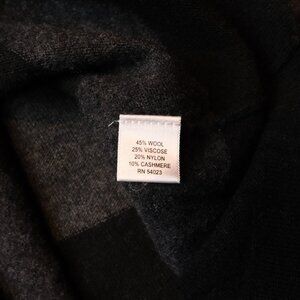 45% WOOL
25% VISCOSE
20% NYLON
10% CASHMERE
RN 54023